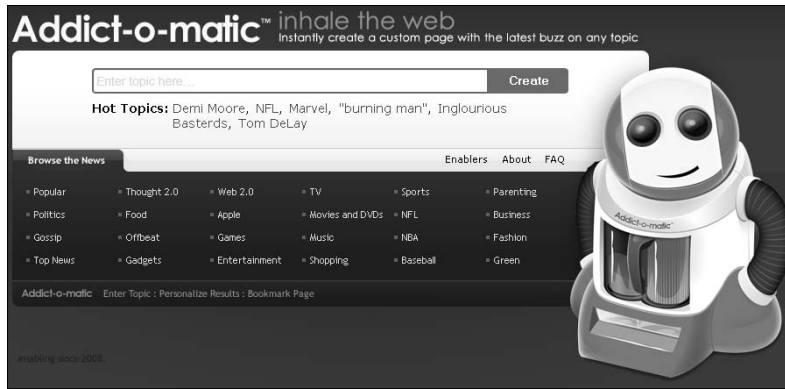 Addict-o-matic™ inhale the web
Instantly create a custom page with the latest buzz on any topic
Enter topic here...
Create
Hot Topics: Demi Moore, NFL, Marvel, "burning man", Inglourious
Basterds, Tom DeLay
Browse the News
Enablers About FAQ
Popular Thought 2.0 Web 2.0 TV Sports Parenting
Politics Food Apple Movies and DVDs NFL Business
Gossip Offbeat Games Music NBA Fashion
Top News Gadgets Entertainment Shopping Baseball Green
Addict-o-matic™
Addict-o-matic Enter Topic : Personalize Results : Bookmark Page
enabling since 2008.